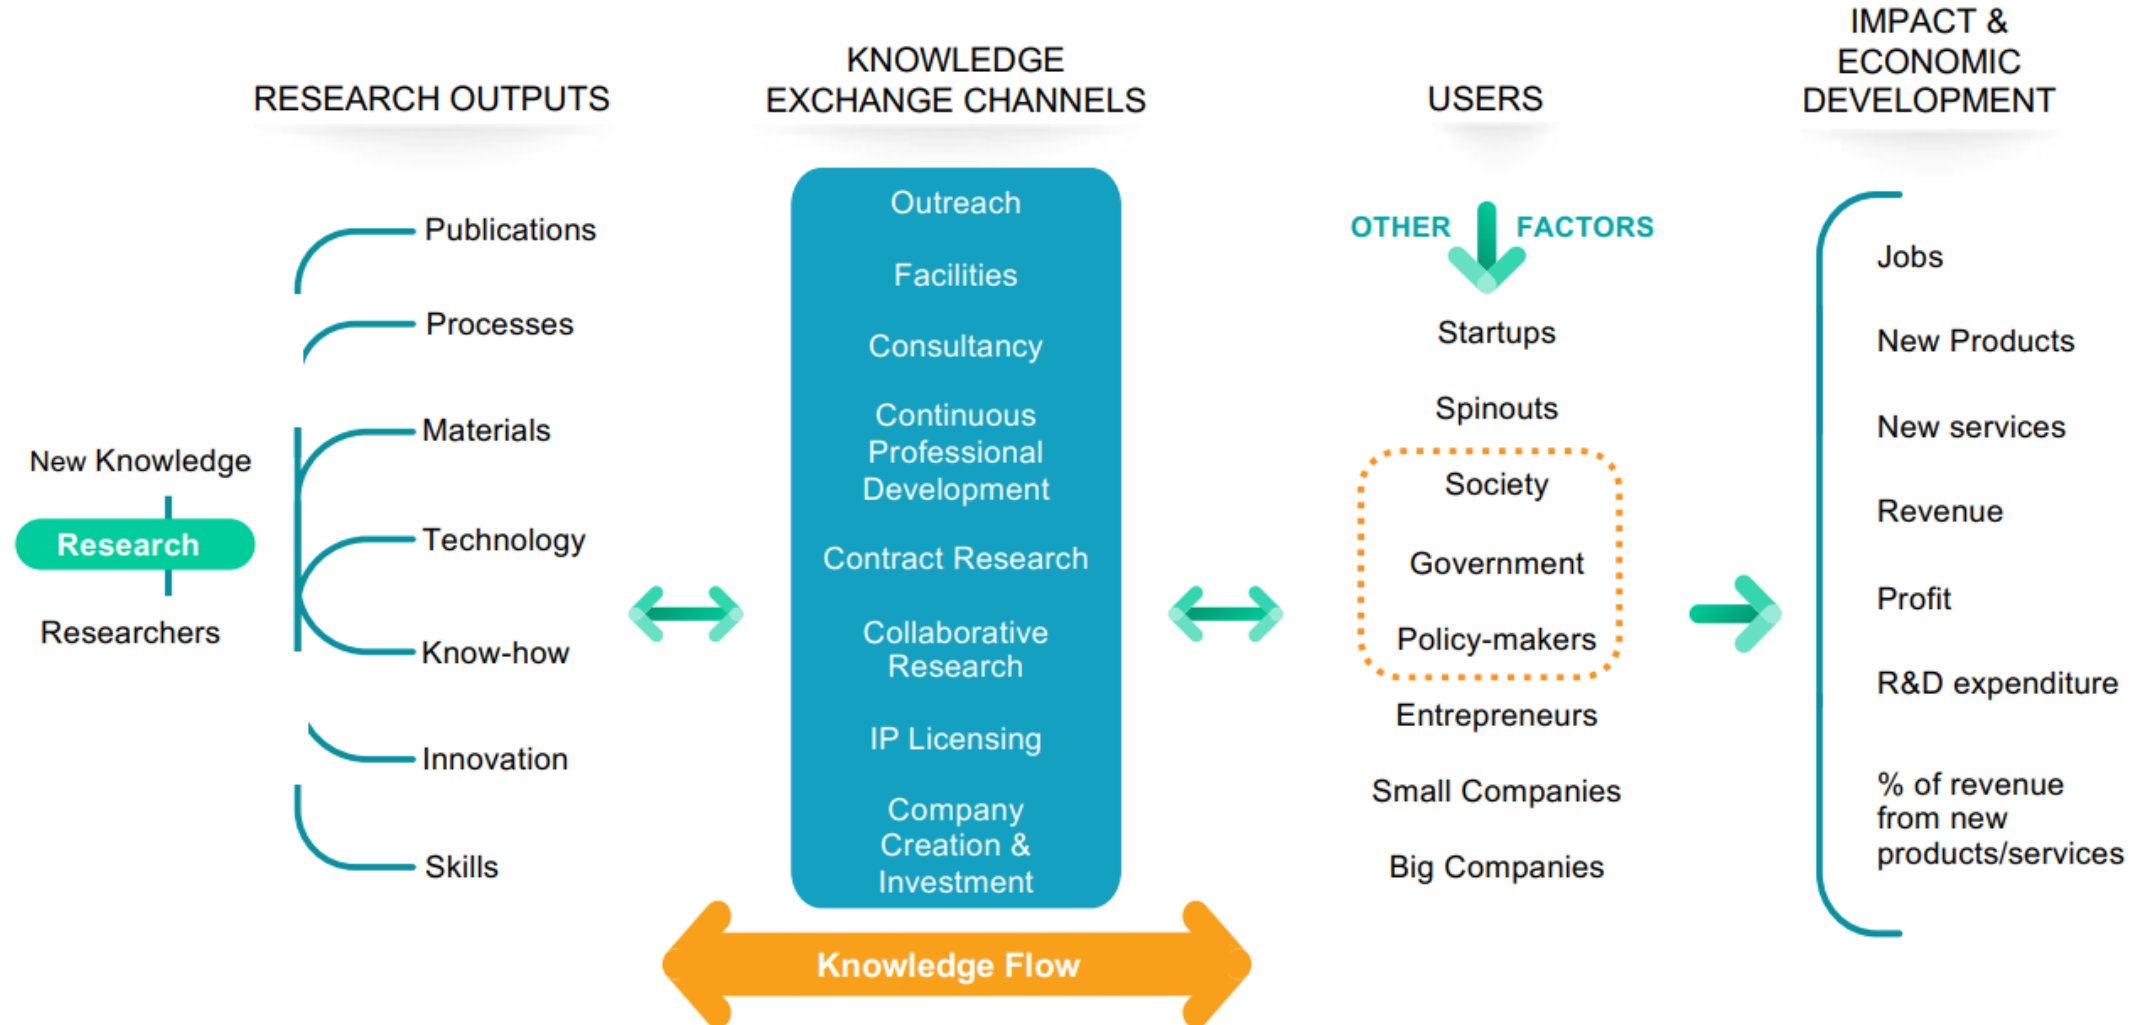 RESEARCH OUTPUTS
KNOWLEDGE
EXCHANGE CHANNELS
USERS
IMPACT &
ECONOMIC
DEVELOPMENT
New Knowledge
Research
Researchers
Publications
Processes
Materials
Technology
Know-how
Innovation
Skills
Outreach
Facilities
Consultancy
Continuous
Professional
Development
Contract Research
Collaborative
Research
IP Licensing
Company
Creation &
Investment
Knowledge Flow
OTHER FACTORS
Startups
Spinouts
Society
Government
Policy-makers
Entrepreneurs
Small Companies
Big Companies
Jobs
New Products
New services
Revenue
Profit
R&D expenditure
% of revenue
from new
products/services